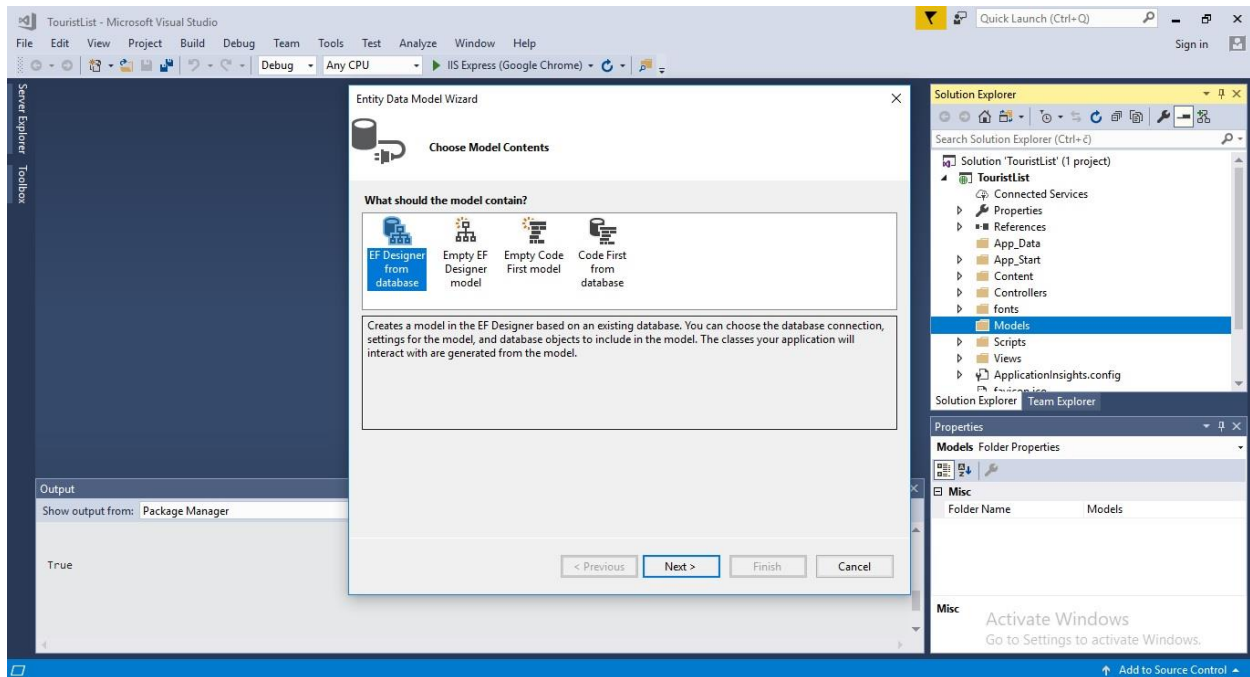 TouristList - Microsoft Visual Studio
Quick Launch (Ctrl+Q)
File Edit View Project Build Debug Team Tools Test Analyze Window Help
Sign in
Debug Any CPU IIS Express (Google Chrome)
Server Explorer
Toolbox
Entity Data Model Wizard
Choose Model Contents
What should the model contain?
EF Designer from database
Empty EF Designer model
Empty Code First model
Code First from database
Creates a model in the EF Designer based on an existing database. You can choose the database connection,
settings for the model, and database objects to include in the model. The classes your application will
interact with are generated from the model.
< Previous Next > Finish Cancel
Output
Show output from: Package Manager
True
Solution Explorer
Search Solution Explorer (Ctrl+č)
Solution 'TouristList' (1 project)
TouristList
Connected Services
Properties
References
App_Data
App_Start
Content
Controllers
fonts
Models
Scripts
Views
ApplicationInsights.config
favicon.ico
Solution Explorer Team Explorer
Properties
Models Folder Properties
Misc
Folder Name Models
Misc
Activate Windows
Go to Settings to activate Windows.
Add to Source Control